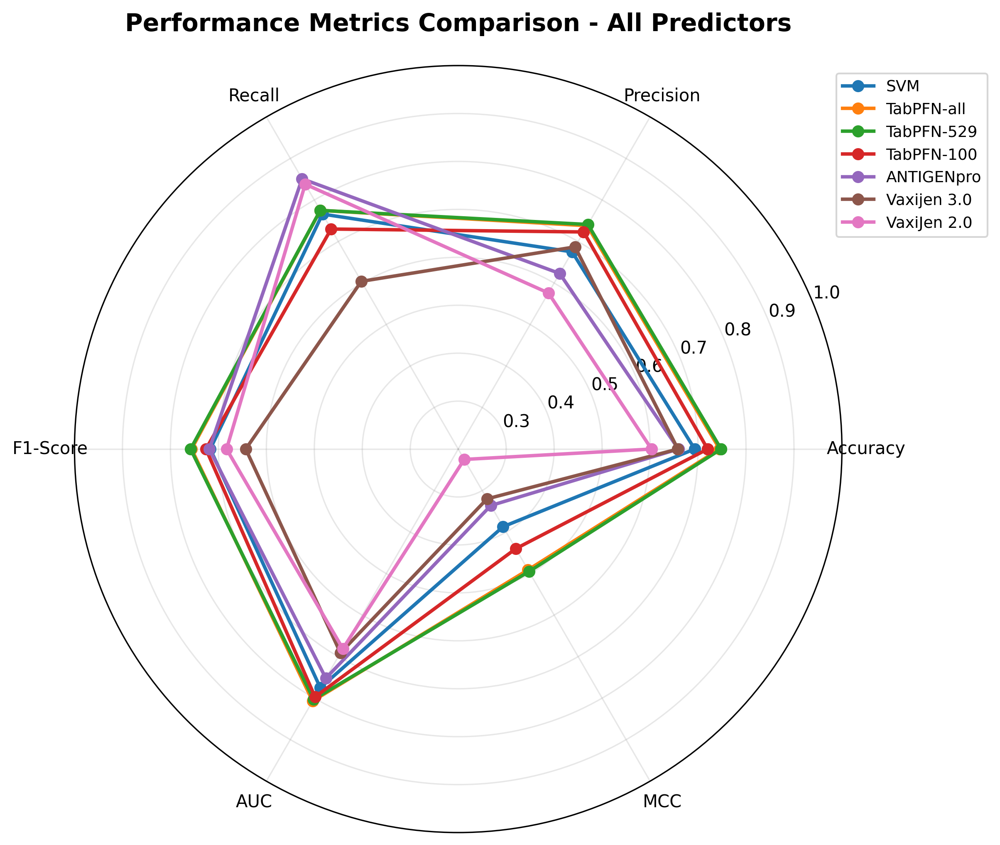 Performance Metrics Comparison - All Predictors
Recall
Precision
SVM
TabPFN-all
TabPFN-529
TabPFN-100
ANTIGENpro
Vaxijen 3.0
VaxiJen 2.0
1.0
0.9
0.8
0.7
0.6
0.5
0.4
0.3
F1-Score
Accuracy
AUC
MCC